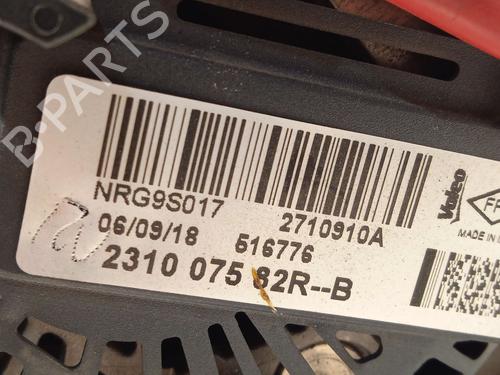 B-PARTS
NRG9S017 2710910A
06/09/18 516776
2310 075 82R--B
Valeo
MADE IN